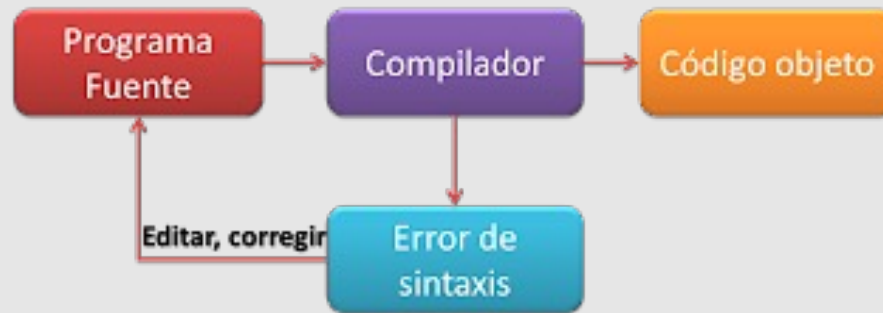 Programa
Fuente
Compilador
Código objeto
Editar, corregir
Error de
sintaxis